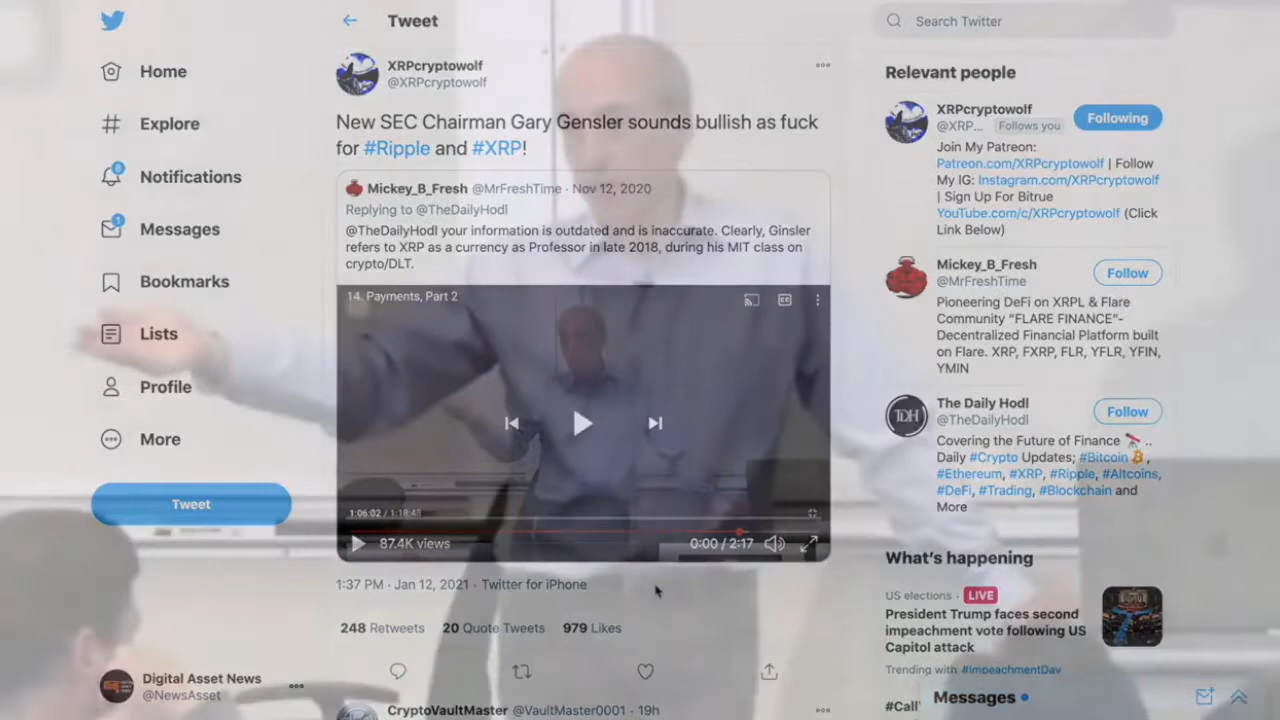 Tweet
Search Twitter
Home
Explore
8
Notifications
1
Messages
Bookmarks
Lists
Profile
More
Tweet
Digital Asset News
@NewsAsset
XRPcryptowolf
@XRPcryptowolf
New SEC Chairman Gary Gensler sounds bullish as fuck
for #Ripple and #XRP!
Mickey_B_Fresh @MrFreshTime · Nov 12, 2020
Replying to @TheDailyHodl
@TheDailyHodl your information is outdated and is inaccurate. Clearly, Ginsler
refers to XRP as a currency as Professor in late 2018, during his MIT class on
crypto/DLT.
14. Payments, Part 2
CC
1:06:02 / 1:18:48
87.4K views
0:00 / 2:17
1:37 PM · Jan 12, 2021 · Twitter for iPhone
248 Retweets 20 Quote Tweets 979 Likes
CryptoVaultMaster @VaultMaster0001 · 19h
Relevant people
XRPcryptowolf
@XRP... Follows you
Following
Join My Patreon:
Patreon.com/XRPcryptowolf | Follow
My IG: Instagram.com/XRPcryptowolf
| Sign Up For Bitrue
YouTube.com/c/XRPcryptowolf (Click
Link Below)
Mickey_B_Fresh
@MrFreshTime
Follow
Pioneering DeFi on XRPL & Flare
Community “FLARE FINANCE”-
Decentralized Financial Platform built
on Flare. XRP, FXRP, FLR, YFLR, YFIN,
YMIN
TDH
The Daily Hodl
@TheDailyHodl
Follow
Covering the Future of Finance ..
Daily #Crypto Updates; #Bitcoin ,
#Ethereum, #XRP, #Ripple, #Altcoins,
#DeFi, #Trading, #Blockchain and
More
What’s happening
US elections · LIVE
President Trump faces second
impeachment vote following US
Capitol attack
Trending with #ImpeachmentDay
Messages